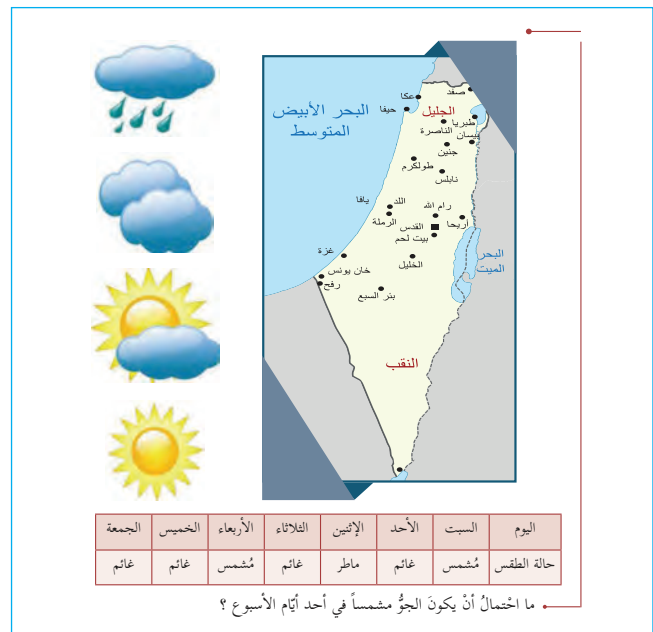 صفد
عكا
الجليل
حيفا
البحر الأبيض
المتوسط
طبريا
الناصرة
بيسان
جنين
طولكرم
نابلس
يافا
اللد
رام الله
الرملة
القدس
أريحا
بيت لحم
البحر
الميت
غزة
الخليل
خان يونس
رفح
بئر السبع
النقب
اليوم السبت الأحد الإثنين الثلاثاء الأربعاء الخميس الجمعة
حالة الطقس مُشمس غائم ماطر غائم مُشمس غائم غائم
ما احْتمالُ أنْ يكونَ الجوُّ مشمساً في أحد أيّام الأسبوع ؟